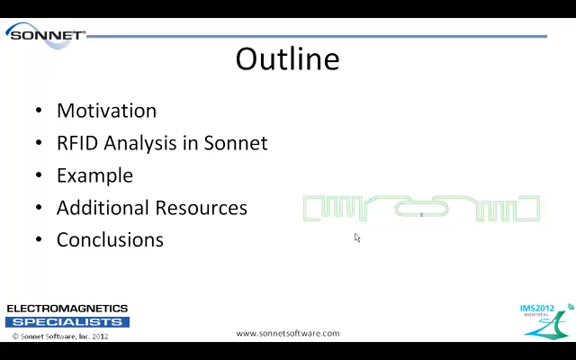 SONNET®
Outline
• Motivation
• RFID Analysis in Sonnet
• Example
• Additional Resources
• Conclusions
ELECTROMAGNETICS
SPECIALISTS
© Sonnet Software, Inc. 2012
www.sonnetsoftware.com
IMS2012
MONTREAL